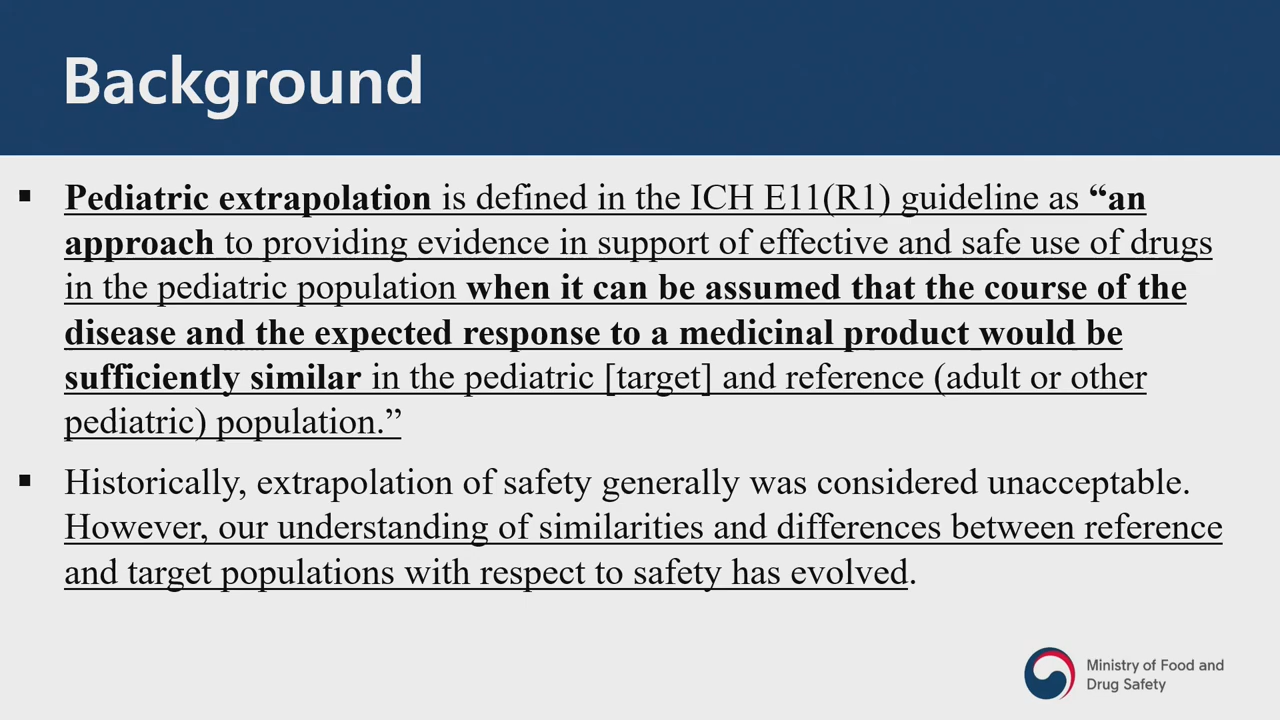 Background
▪ Pediatric extrapolation is defined in the ICH E11(R1) guideline as “an
approach to providing evidence in support of effective and safe use of drugs
in the pediatric population when it can be assumed that the course of the
disease and the expected response to a medicinal product would be
sufficiently similar in the pediatric [target] and reference (adult or other
pediatric) population.”
▪ Historically, extrapolation of safety generally was considered unacceptable.
However, our understanding of similarities and differences between reference
and target populations with respect to safety has evolved.
Ministry of Food and
Drug Safety